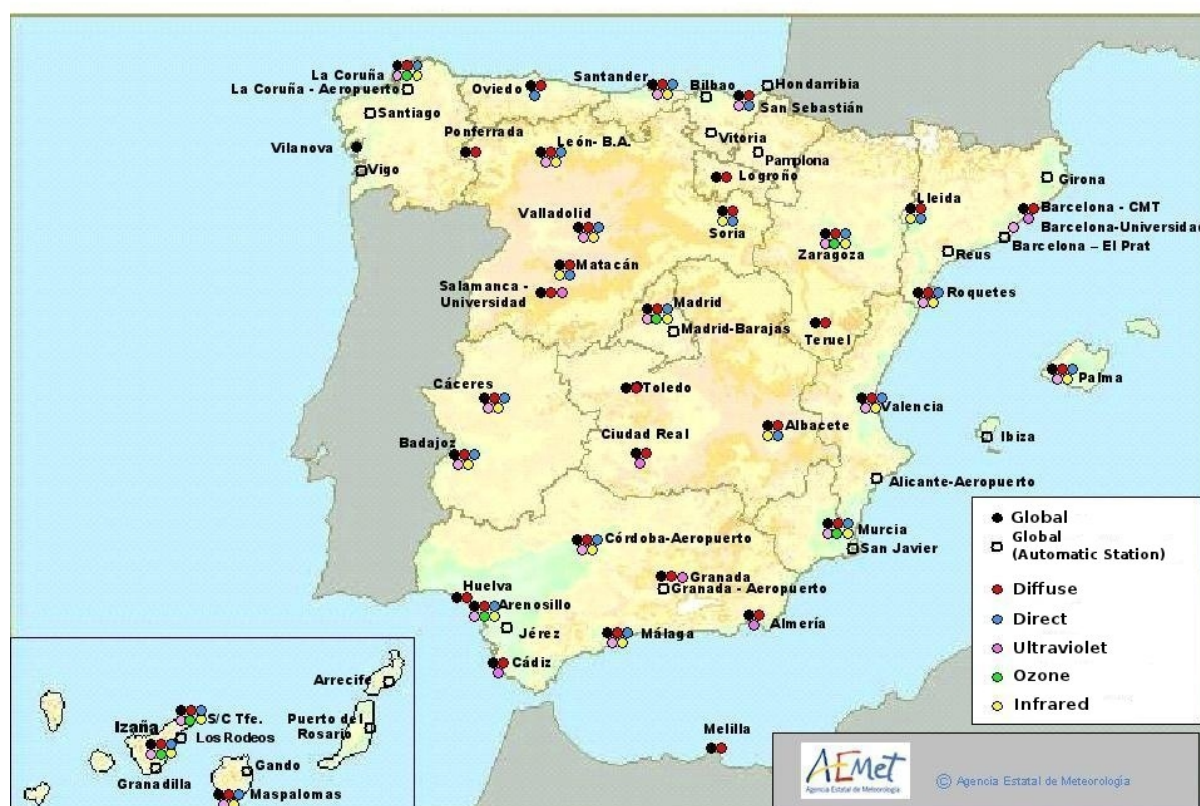 La Coruña
La Coruña - Aeropuerto
Santiago
Vilanova
Vigo
Oviedo
Ponferrada
León- B.A.
Santander
Bilbao
Hondarribia
San Sebastián
Vitoria
Pamplona
Logroño
Valladolid
Soria
Zaragoza
Lleida
Girona
Barcelona - CMT
Barcelona-Universidad
Barcelona – El Prat
Reus
Matacán
Salamanca -
Universidad
Madrid
Madrid-Barajas
Roquetes
Teruel
Cáceres
Toledo
Palma
Valencia
Badajoz
Ciudad Real
Albacete
Ibiza
Alicante-Aeropuerto
Córdoba-Aeropuerto
Murcia
San Javier
Huelva
Arenosillo
Granada
Granada - Aeropuerto
Jérez
Málaga
Almería
Cádiz
Melilla
Arrecife
S/C Tfe.
Izaña
Los Rodeos
Puerto del
Rosario
Granadilla
Gando
Maspalomas
Global
Global
(Automatic Station)
Diffuse
Direct
Ultraviolet
Ozone
Infrared
AEMet
Agencia Estatal de Meteorología
© Agencia Estatal de Meteorología